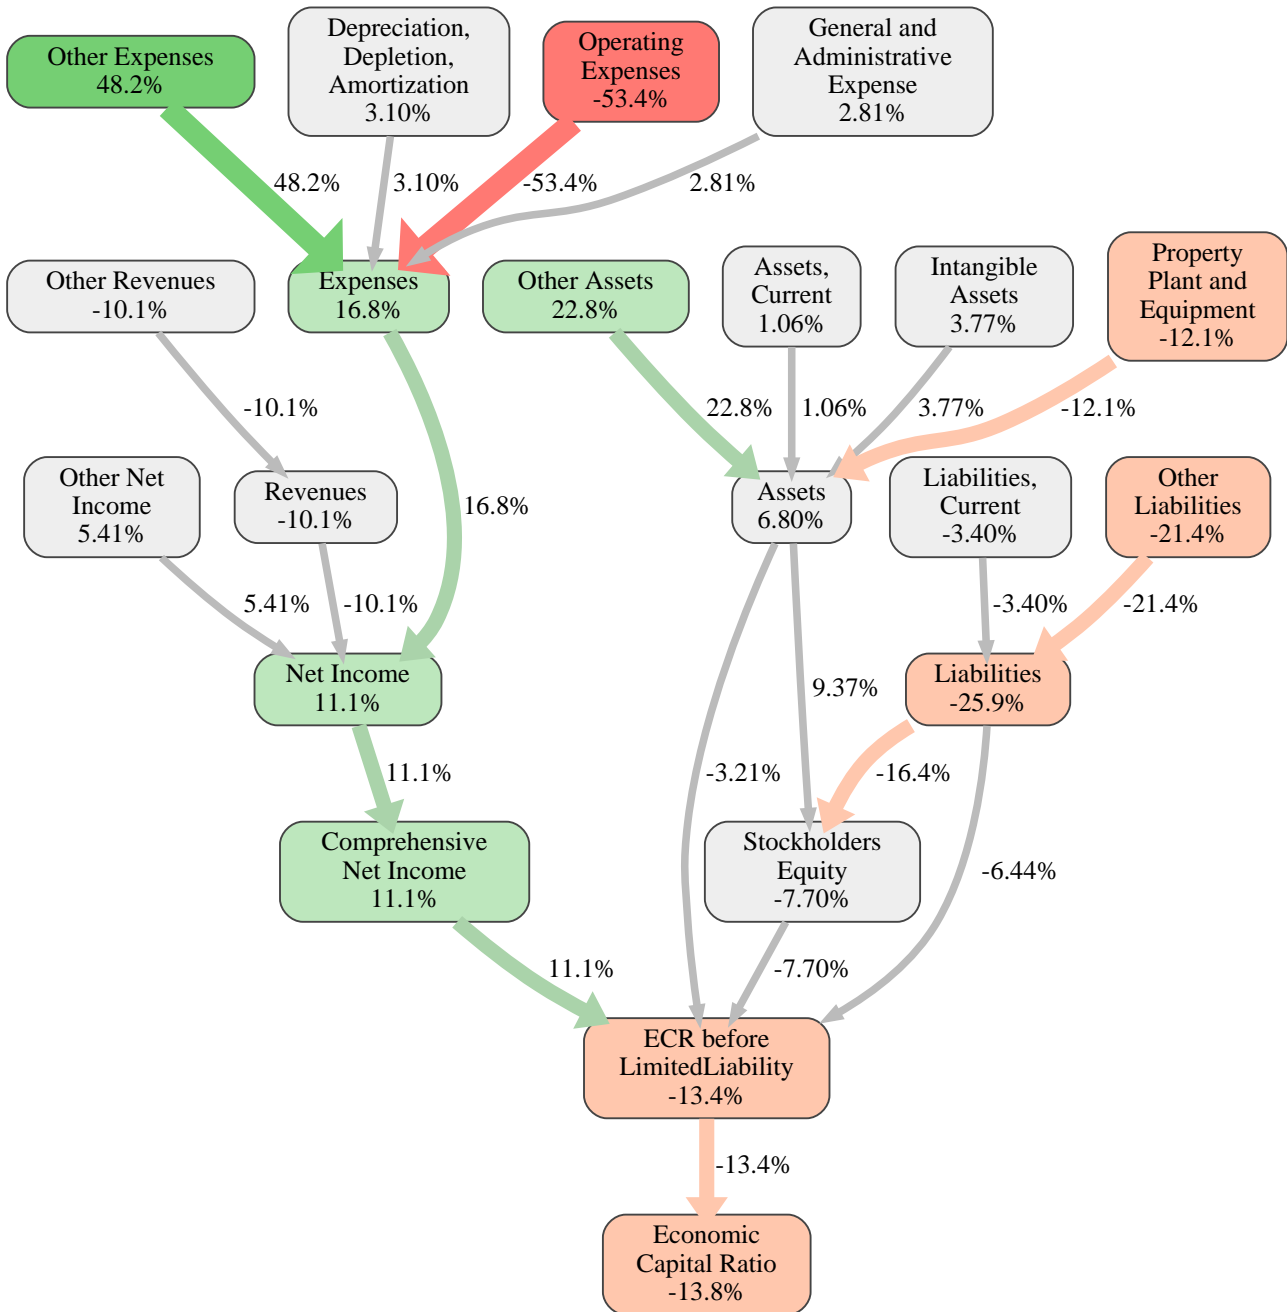 Other Expenses
48.2%
Depreciation,
Depletion,
Amortization
3.10%
Operating
Expenses
-53.4%
General and
Administrative
Expense
2.81%
48.2%
3.10%
-53.4%
2.81%
Other Revenues
-10.1%
Expenses
16.8%
Other Assets
22.8%
Assets,
Current
1.06%
Intangible
Assets
3.77%
Property
Plant and
Equipment
-12.1%
-10.1%
22.8%
1.06%
3.77%
-12.1%
Other Net
Income
5.41%
Revenues
-10.1%
16.8%
Assets
6.80%
Liabilities,
Current
-3.40%
Other
Liabilities
-21.4%
5.41%
-10.1%
-3.40%
-21.4%
Net Income
11.1%
9.37%
Liabilities
-25.9%
11.1%
-3.21%
-16.4%
Comprehensive
Net Income
11.1%
Stockholders
Equity
-7.70%
-6.44%
11.1%
-7.70%
ECR before
LimitedLiability
-13.4%
-13.4%
Economic
Capital Ratio
-13.8%